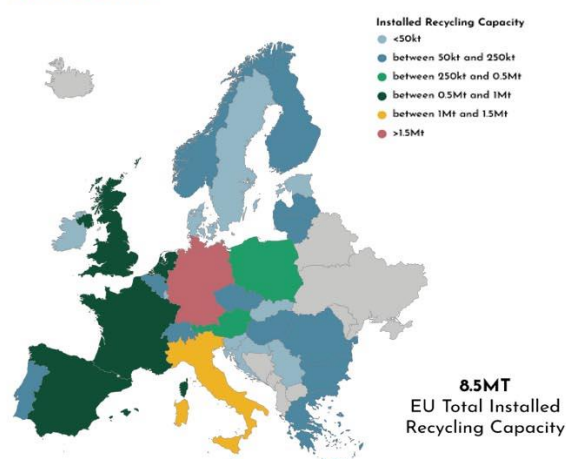 Installed Recycling Capacity
<50kt
between 50kt and 250kt
between 250kt and 0.5Mt
between 0.5Mt and 1Mt
between 1Mt and 1.5Mt
>1.5Mt
8.5MT
EU Total Installed
Recycling Capacity